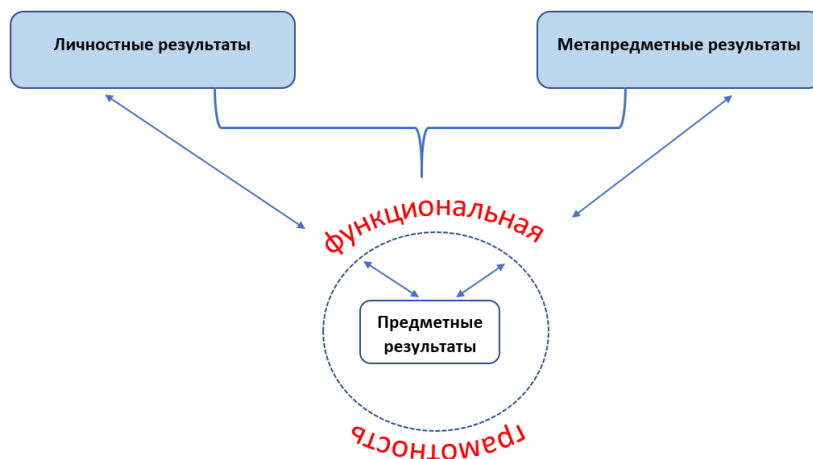 Личностные результаты
Метапредметные результаты
функциональная
Предметные
результаты
грамотность